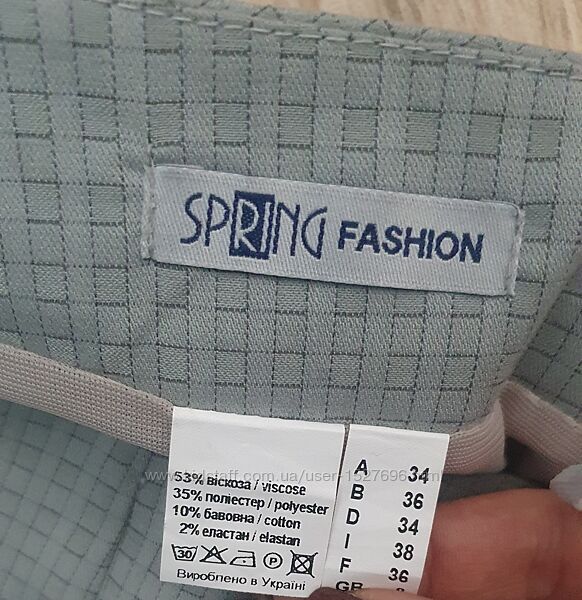 SPRING FASHION
53% віскоза / viscose
35% поліестер / polyester
10% бавовна / cotton
2% еластан / elastan
30 P
Вироблено в Україні
A 34
B 36
D 34
I 38
F 36
GB